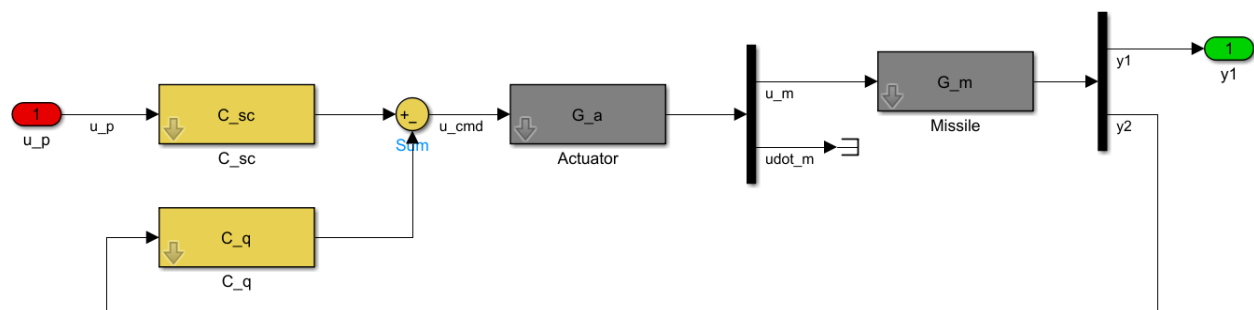 1
u_p
u_p
C_sc
C_sc
+
-
Sum
u_cmd
G_a
Actuator
u_m
udot_m
G_m
Missile
y1
y2
1
y1
C_q
C_q